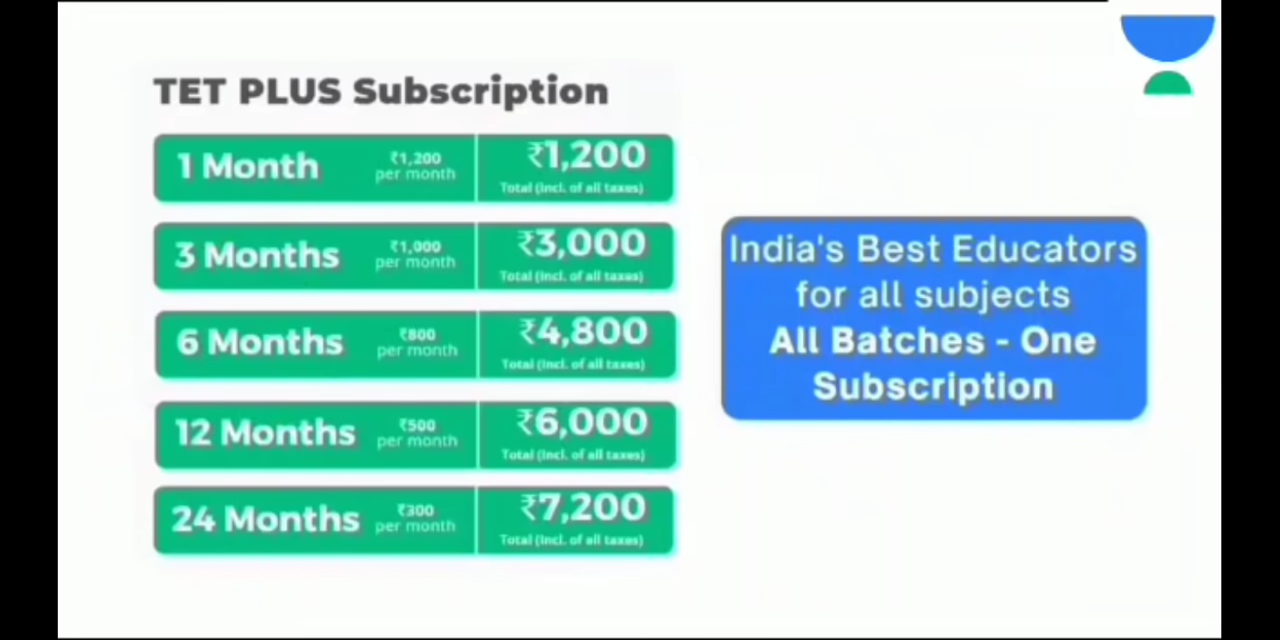 TET PLUS Subscription
1 Month
₹1,200
per month
₹1,200
Total (Incl. of all taxes)
3 Months
₹1,000
per month
₹3,000
Total (Incl. of all taxes)
6 Months
₹800
per month
₹4,800
Total (Incl. of all taxes)
12 Months
₹500
per month
₹6,000
Total (Incl. of all taxes)
24 Months
₹300
per month
₹7,200
Total (Incl. of all taxes)
India's Best Educators
for all subjects
All Batches - One
Subscription